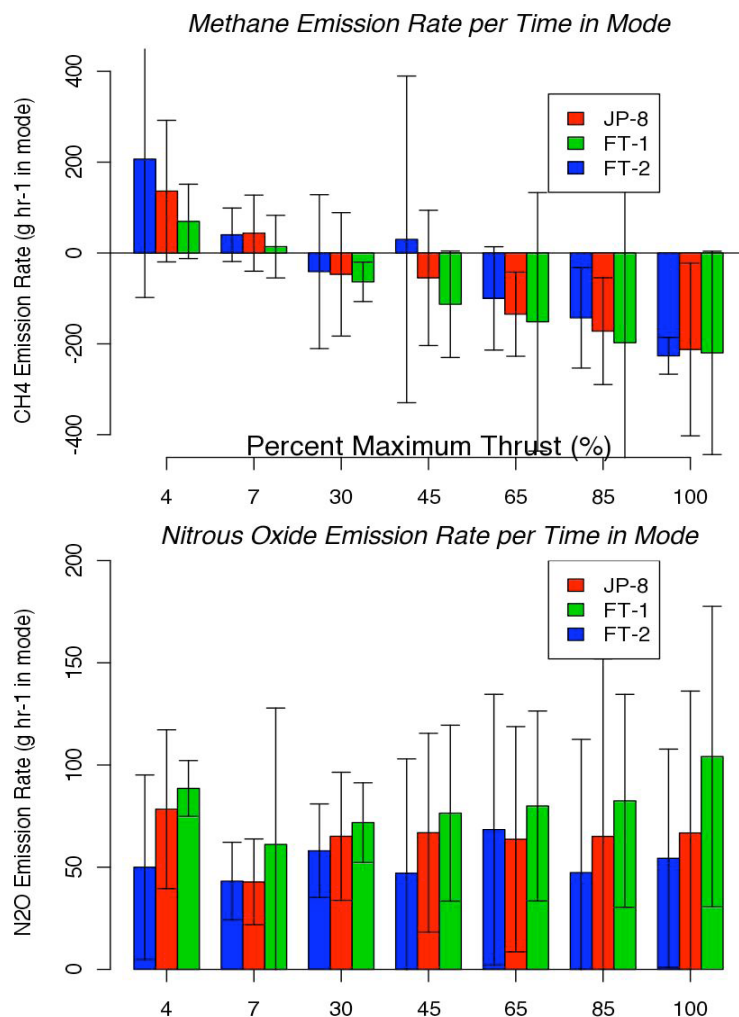 Methane Emission Rate per Time in Mode
CH4 Emission Rate (g hr-1 in mode)
400
200
0
-200
-400
JP-8
FT-1
FT-2
Percent Maximum Thrust (%)
4 7 30 45 65 85 100
Nitrous Oxide Emission Rate per Time in Mode
N2O Emission Rate (g hr-1 in mode)
200
150
100
50
0
JP-8
FT-1
FT-2
4 7 30 45 65 85 100